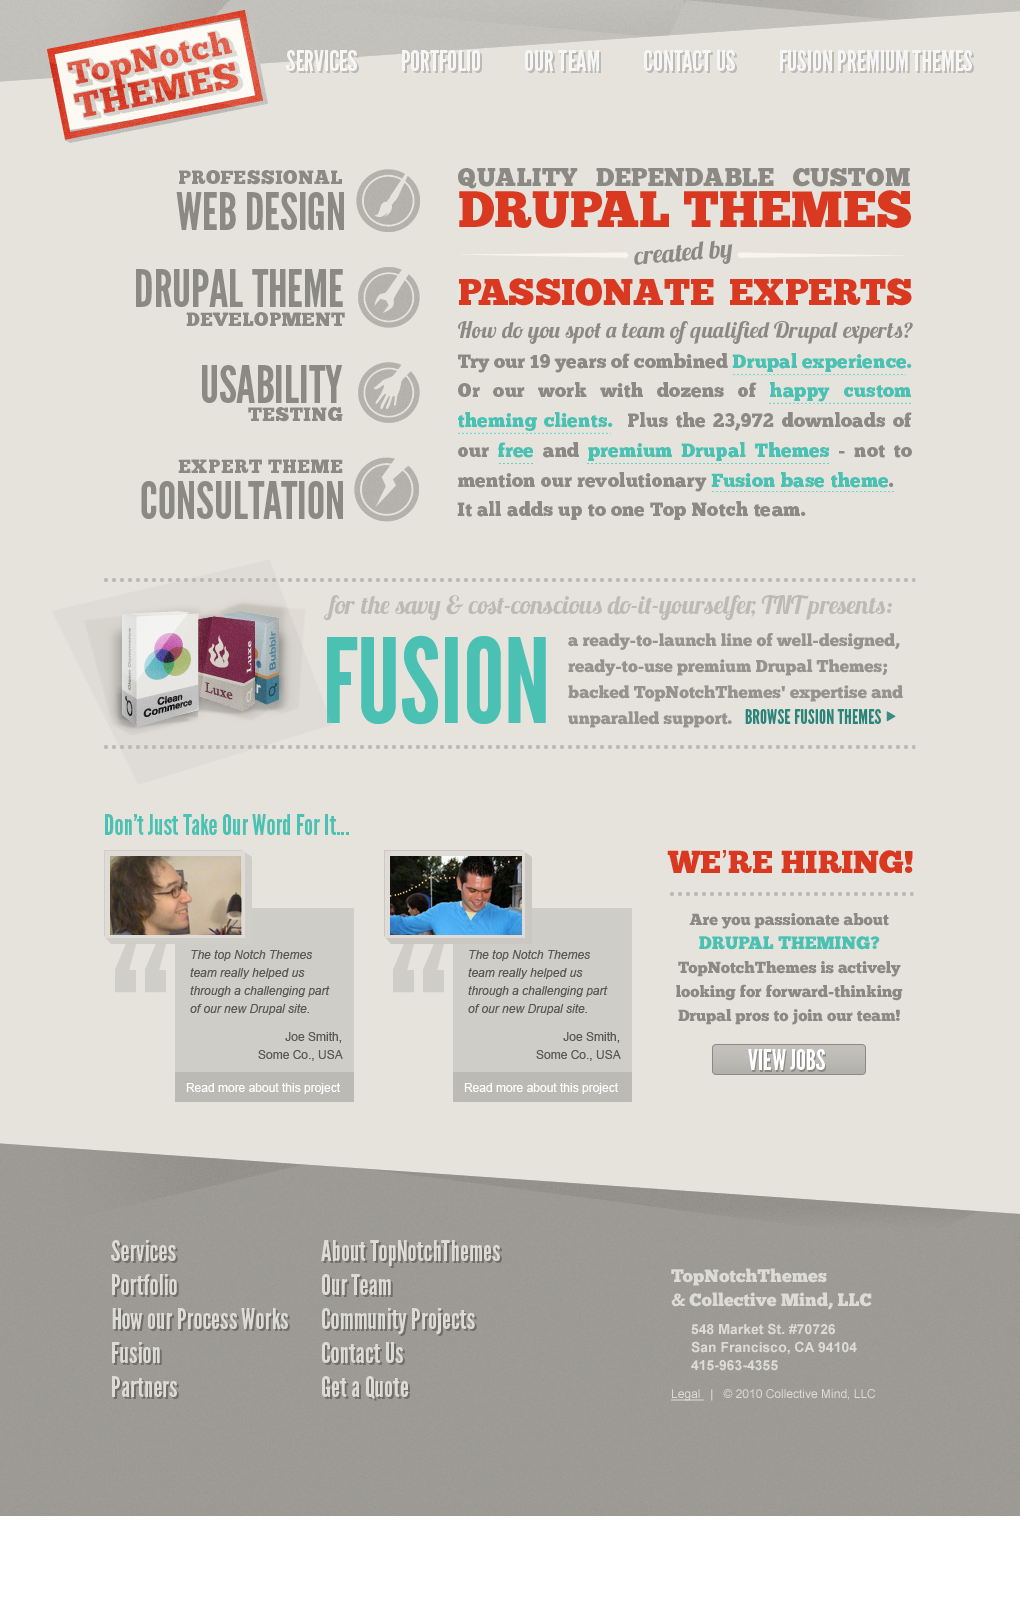 TopNotch
THEMES
SERVICES PORTFOLIO OUR TEAM CONTACT US FUSION PREMIUM THEMES
PROFESSIONAL
WEB DESIGN
DRUPAL THEME
DEVELOPMENT
USABILITY
TESTING
EXPERT THEME
CONSULTATION
QUALITY DEPENDABLE CUSTOM
DRUPAL THEMES
created by
PASSIONATE EXPERTS
How do you spot a team of qualified Drupal experts?
Try our 19 years of combined Drupal experience.
Or our work with dozens of happy custom
theming clients. Plus the 23,972 downloads of
our free and premium Drupal Themes - not to
mention our revolutionary Fusion base theme.
It all adds up to one Top Notch team.
Clean
Commerce
Luxe
Luxe
Bubblr
for the savy & cost-conscious do-it-yourselfer, TNT presents:
FUSION
a ready-to-launch line of well-designed,
ready-to-use premium Drupal Themes;
backed TopNotchThemes' expertise and
unparalled support. BROWSE FUSION THEMES
Don't Just Take Our Word For It...
“
The top Notch Themes
team really helped us
through a challenging part
of our new Drupal site.
Joe Smith,
Some Co., USA
Read more about this project
“
The top Notch Themes
team really helped us
through a challenging part
of our new Drupal site.
Joe Smith,
Some Co., USA
Read more about this project
WE'RE HIRING!
Are you passionate about
DRUPAL THEMING?
TopNotchThemes is actively
looking for forward-thinking
Drupal pros to join our team!
VIEW JOBS
Services
Portfolio
How our Process Works
Fusion
Partners
About TopNotchThemes
Our Team
Community Projects
Contact Us
Get a Quote
TopNotchThemes
& Collective Mind, LLC
548 Market St. #70726
San Francisco, CA 94104
415-963-4355
Legal | © 2010 Collective Mind, LLC